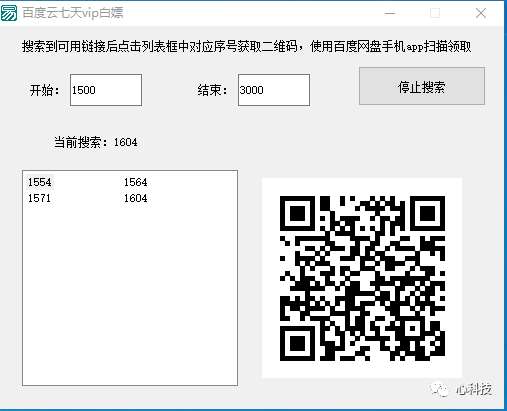 百度云七天vip白嫖
搜索到可用链接后点击列表框中对应序号获取二维码，使用百度网盘手机app扫描领取
开始： 1500 结束： 3000 停止搜索
当前搜索：1604
1554 1564
1571 1604
心科技